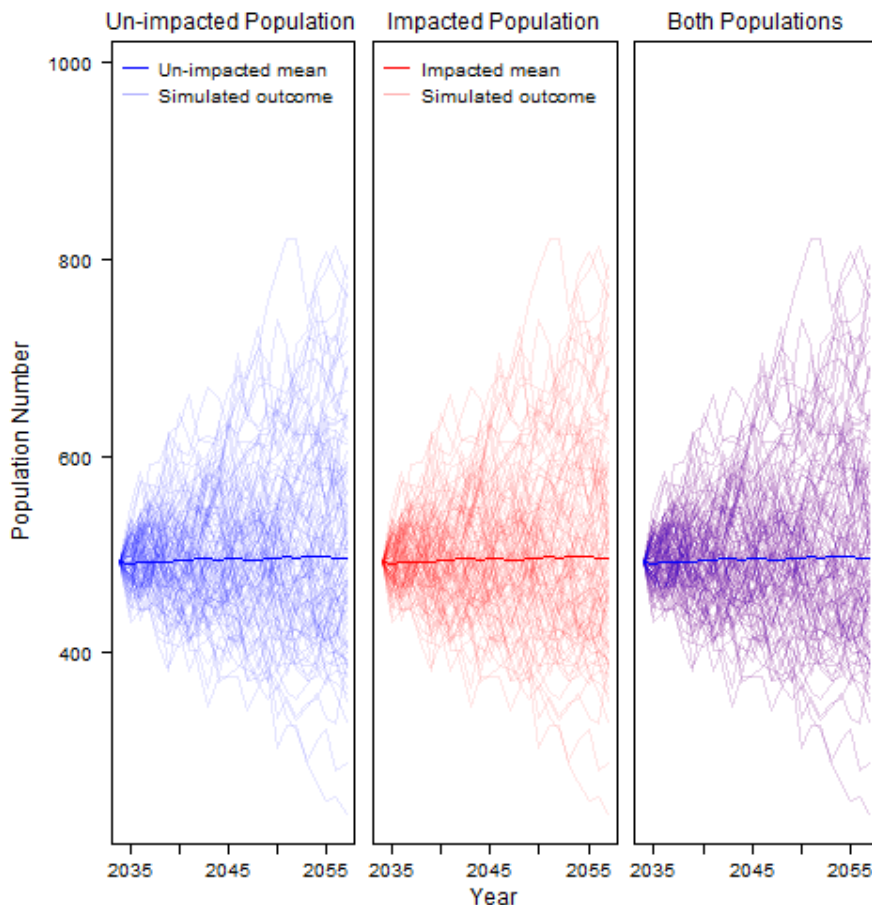 Un-impacted Population
Impacted Population
Both Populations
Un-impacted mean
Simulated outcome
Impacted mean
Simulated outcome
1000
800
600
400
Population Number
2035
2045
2055
2035
2045
2055
2035
2045
2055
Year